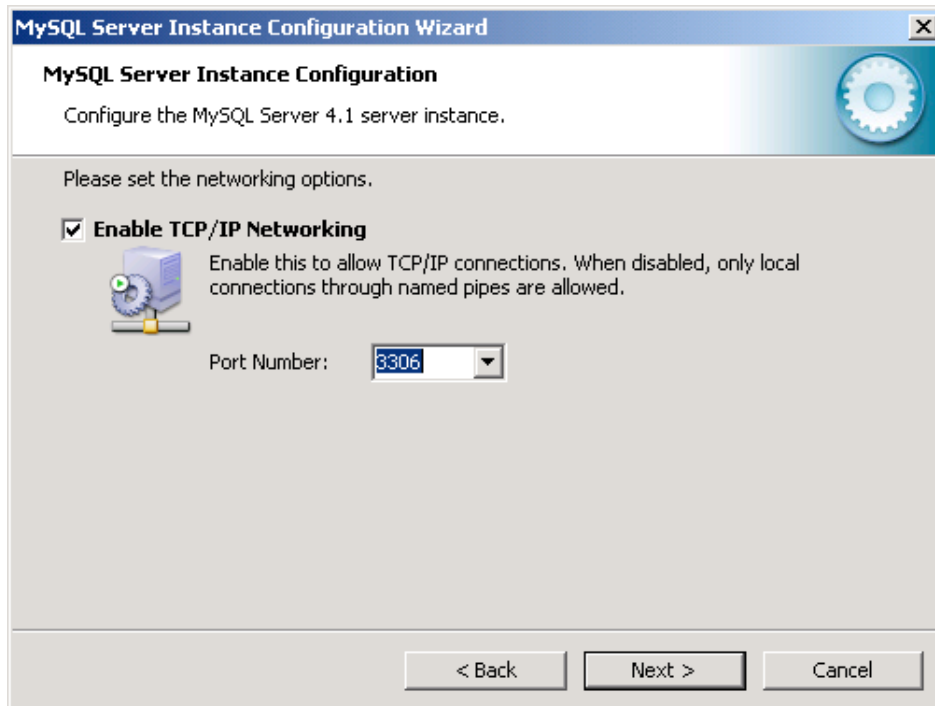 MySQL Server Instance Configuration Wizard
MySQL Server Instance Configuration
Configure the MySQL Server 4.1 server instance.
Please set the networking options.
Enable TCP/IP Networking
Enable this to allow TCP/IP connections. When disabled, only local
connections through named pipes are allowed.
Port Number: 3306
< Back Next > Cancel